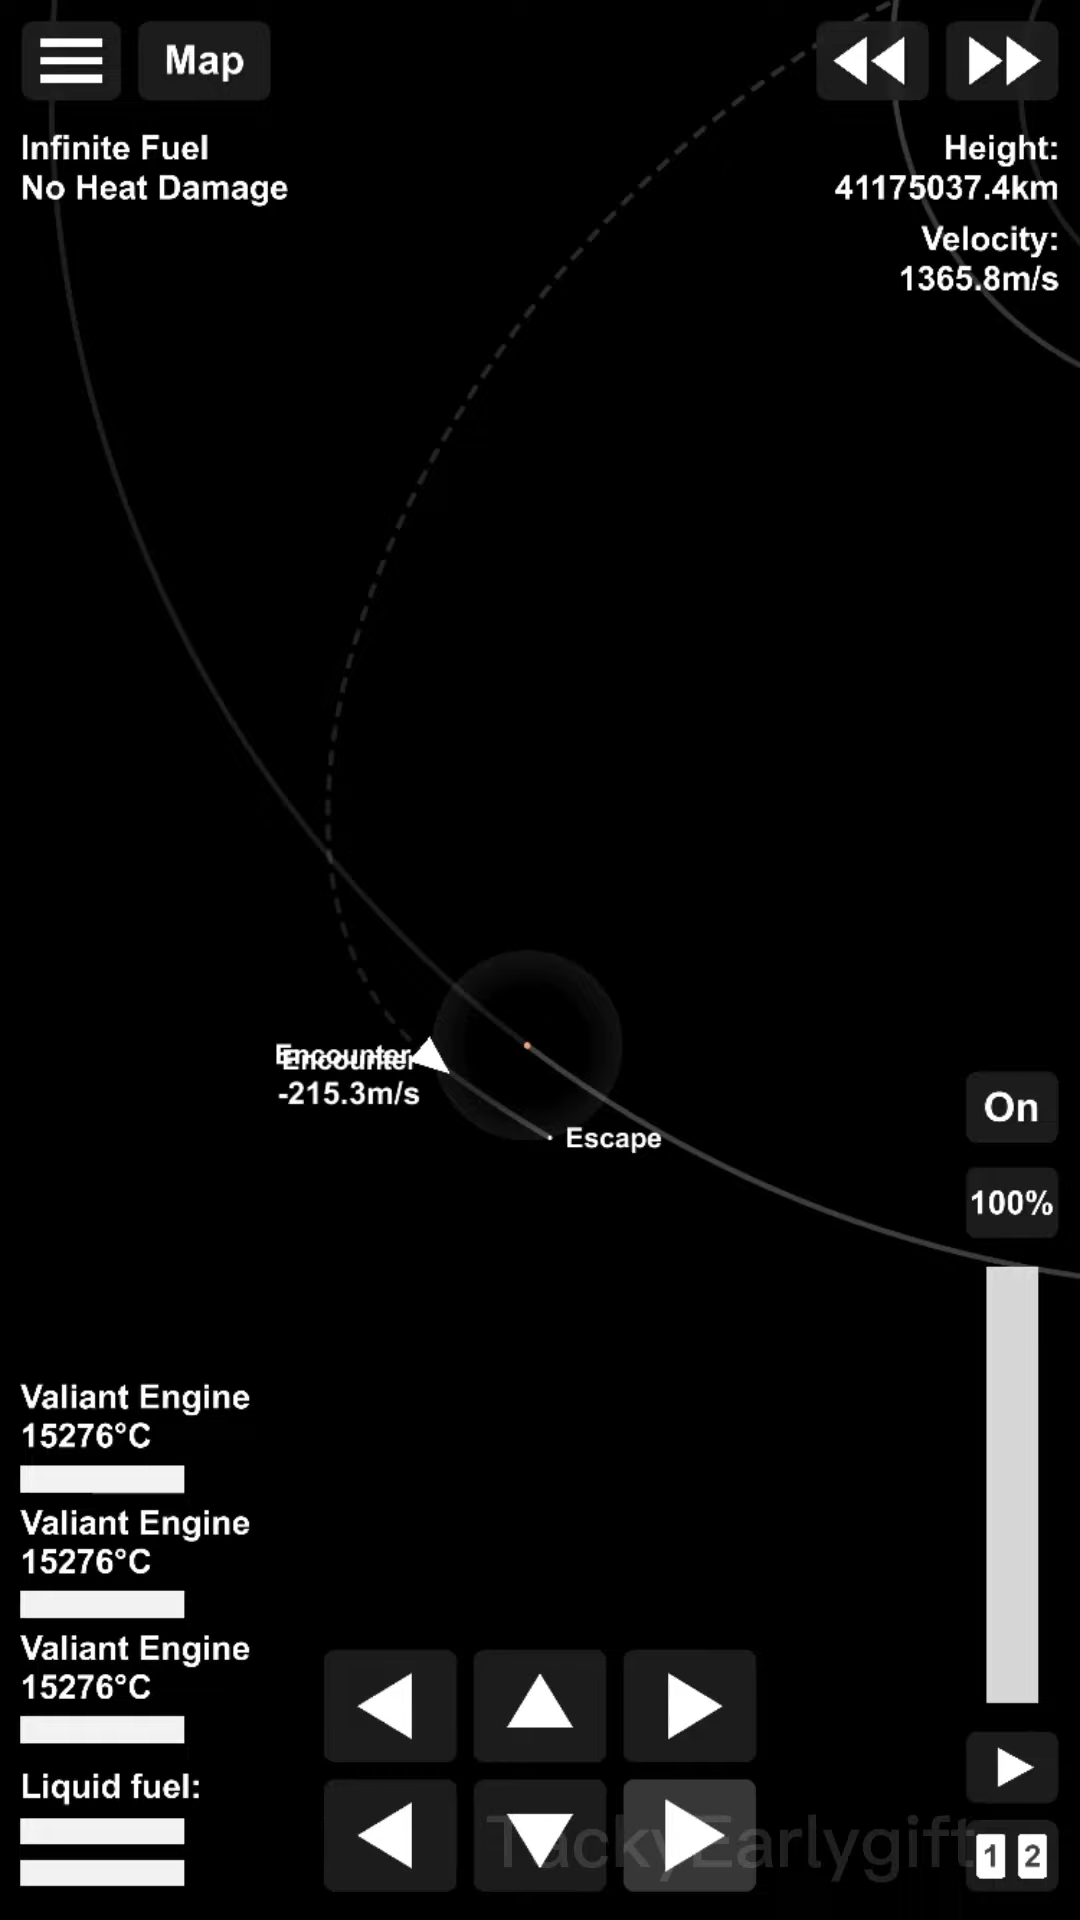 Map
Infinite Fuel
No Heat Damage
Height:
41175037.4km
Velocity:
1365.8m/s
Encounter
Encounter
-215.3m/s
Escape
On
100%
Valiant Engine
15276°C
Valiant Engine
15276°C
Valiant Engine
15276°C
Liquid fuel:
TackyEarlygift
1 2